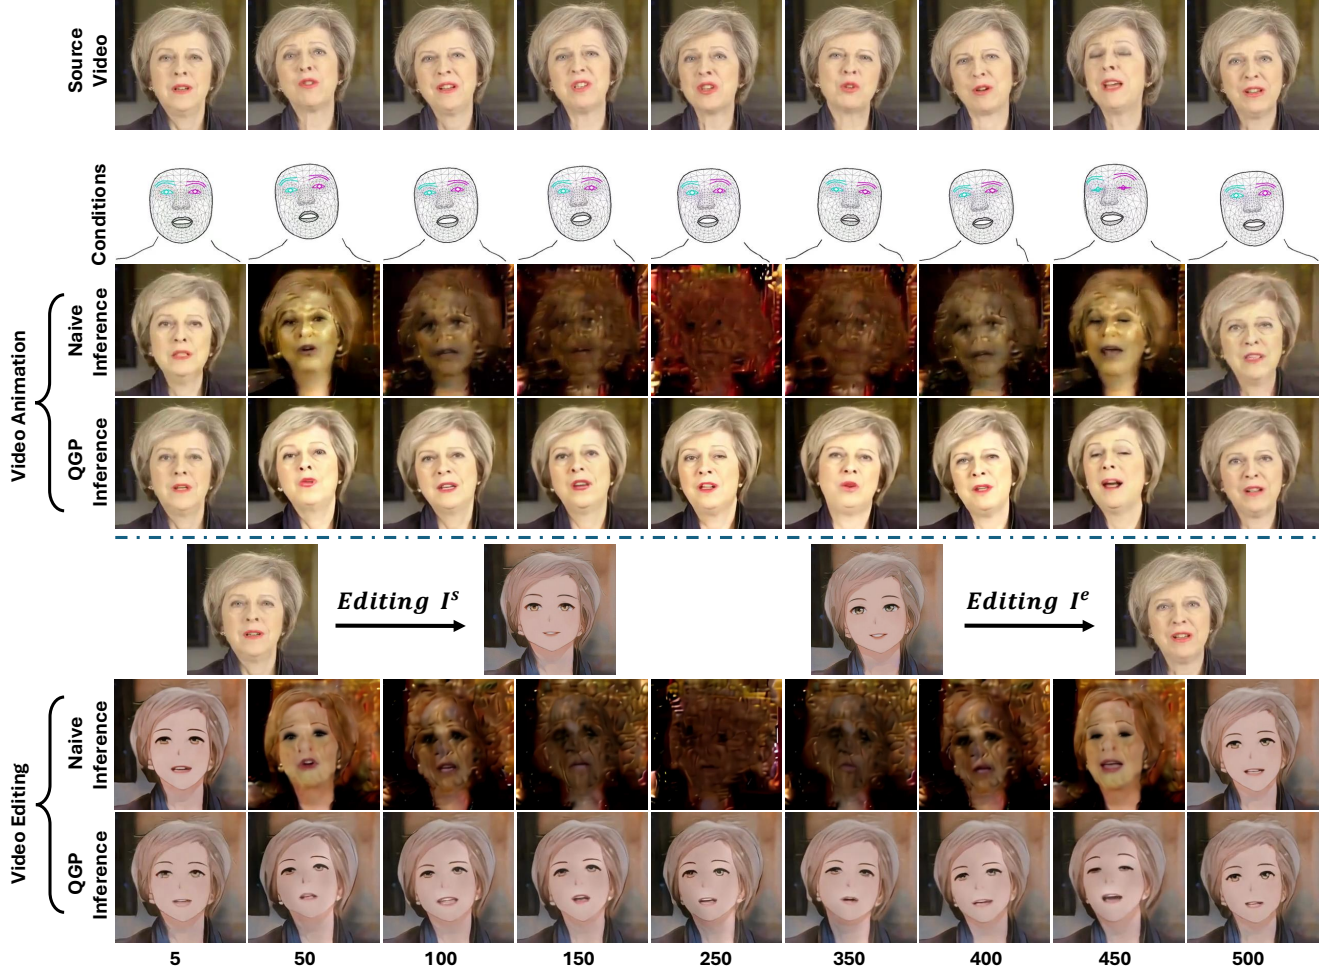 Source
Video
Conditions
Video Animation
Naive
Inference
QGP
Inference
Editing I^s
Editing I^e
Video Editing
Naive
Inference
QGP
Inference
5 50 100 150 250 350 400 450 500